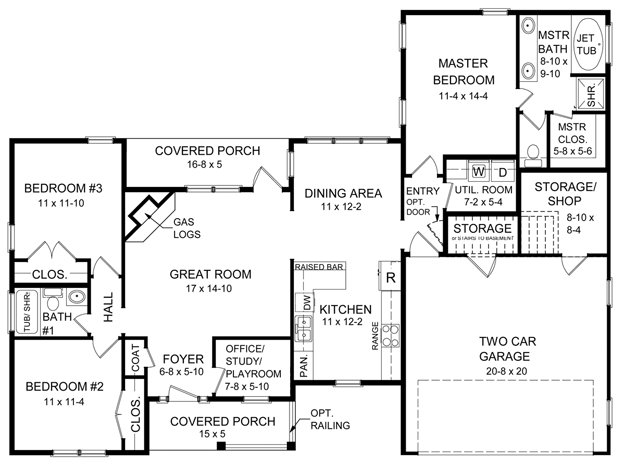 MSTR
BATH
8-10 x
9-10
JET
TUB
MASTER
BEDROOM
11-4 x 14-4
SHR.
MSTR
CLOS.
5-8 x 5-6
COVERED PORCH
16-8 x 5
BEDROOM #3
11 x 11-10
DINING AREA
11 x 12-2
ENTRY
OPT.
DOOR
W
D
UTIL. ROOM
7-2 x 5-4
STORAGE/
SHOP
8-10 x
8-4
GAS
LOGS
STORAGE
or STAIRS TO BASEMENT
CLOS.
GREAT ROOM
17 x 14-10
RAISED BAR
R
HALL
TUB/ SHR.
BATH
#1
DW
KITCHEN
11 x 12-2
RANGE
PAN.
TWO CAR
GARAGE
20-8 x 20
COAT
FOYER
6-8 x 5-10
OFFICE/
STUDY/
PLAYROOM
7-8 x 5-10
BEDROOM #2
11 x 11-4
CLOS.
COVERED PORCH
15 x 5
OPT.
RAILING